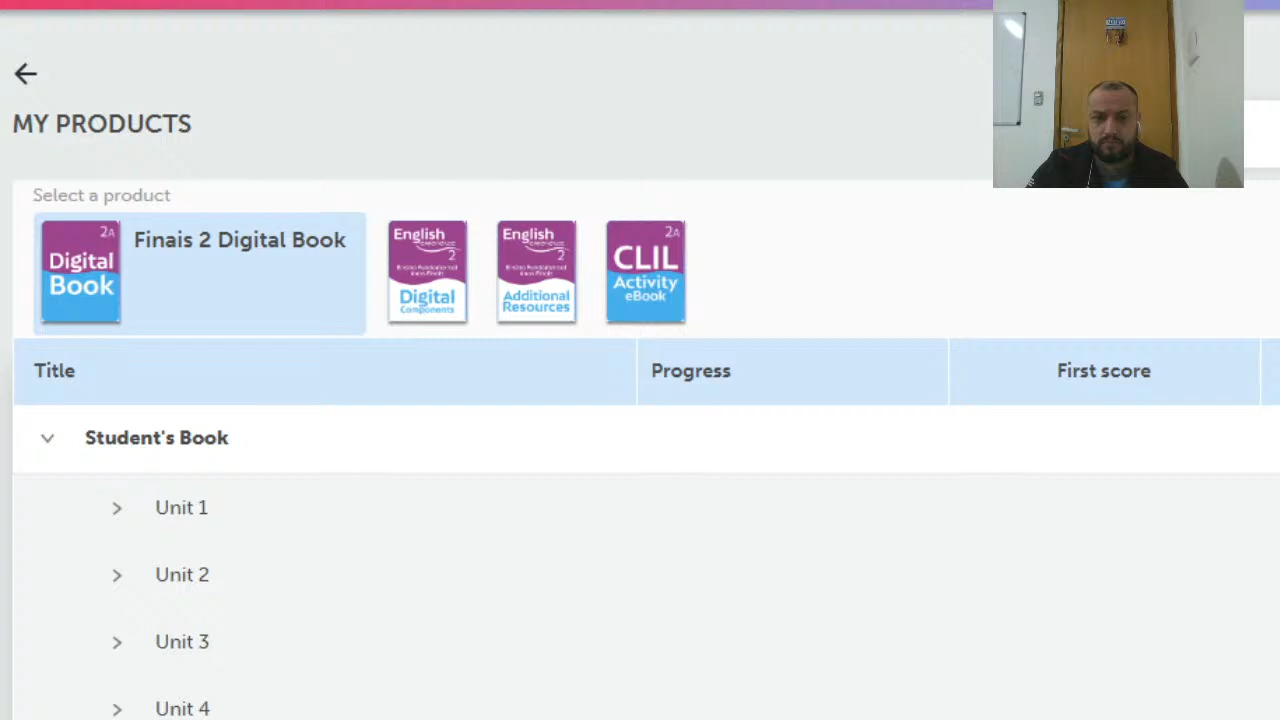 MY PRODUCTS
Select a product
2A
Digital
Book
Finais 2 Digital Book
English
2
Digital
Components
English
2
Additional
Resources
2A
CLIL
Activity
eBook
Title
Progress
First score
Student's Book
Unit 1
Unit 2
Unit 3
Unit 4